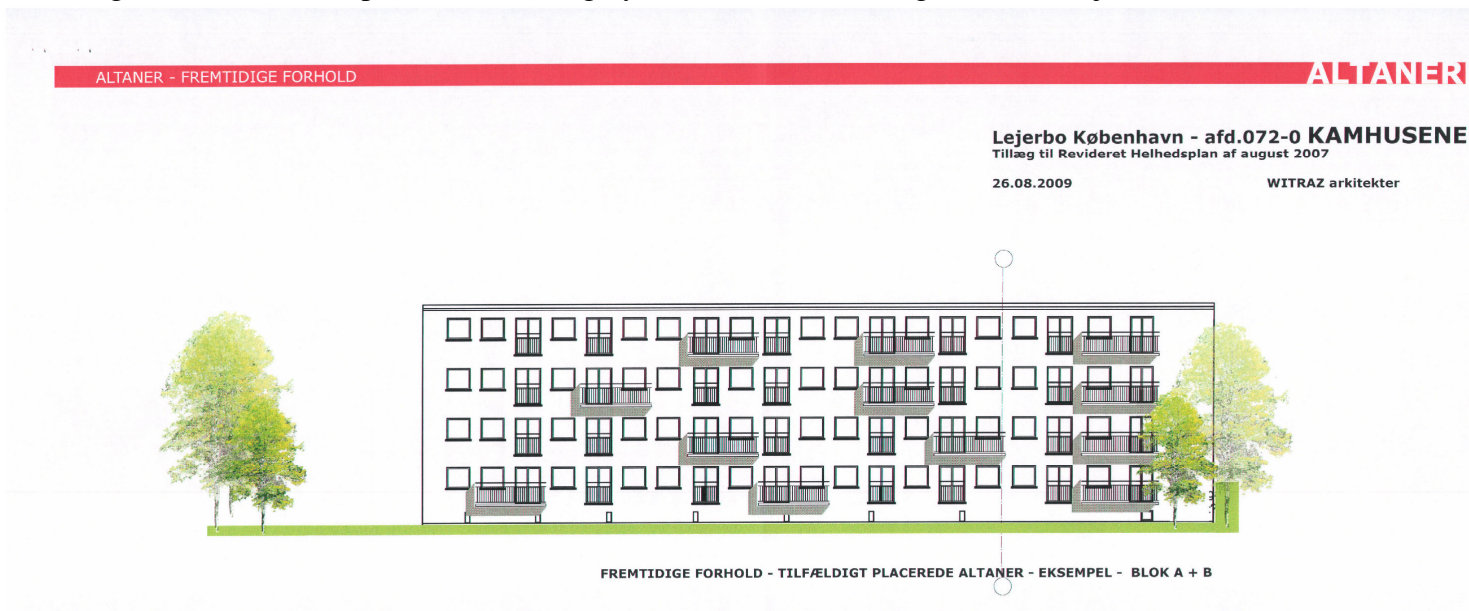 ALTANER - FREMTIDIGE FORHOLD
ALTANER
Lejerbo København - afd.072-0 KAMHUSENE
Tillæg til Revideret Helhedsplan af august 2007
26.08.2009 WITRAZ arkitekter
FREMTIDIGE FORHOLD - TILFÆLDIGT PLACEREDE ALTANER - EKSEMPEL - BLOK A + B